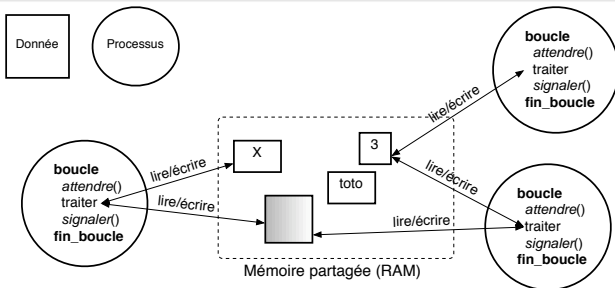 Donnée
Processus
boucle
attendre()
traiter
signaler()
fin_boucle
lire/écrire
X
3
toto
lire/écrire
lire/écrire
lire/écrire
lire/écrire
boucle
attendre()
traiter
signaler()
fin_boucle
boucle
attendre()
traiter
signaler()
fin_boucle
Mémoire partagée (RAM)